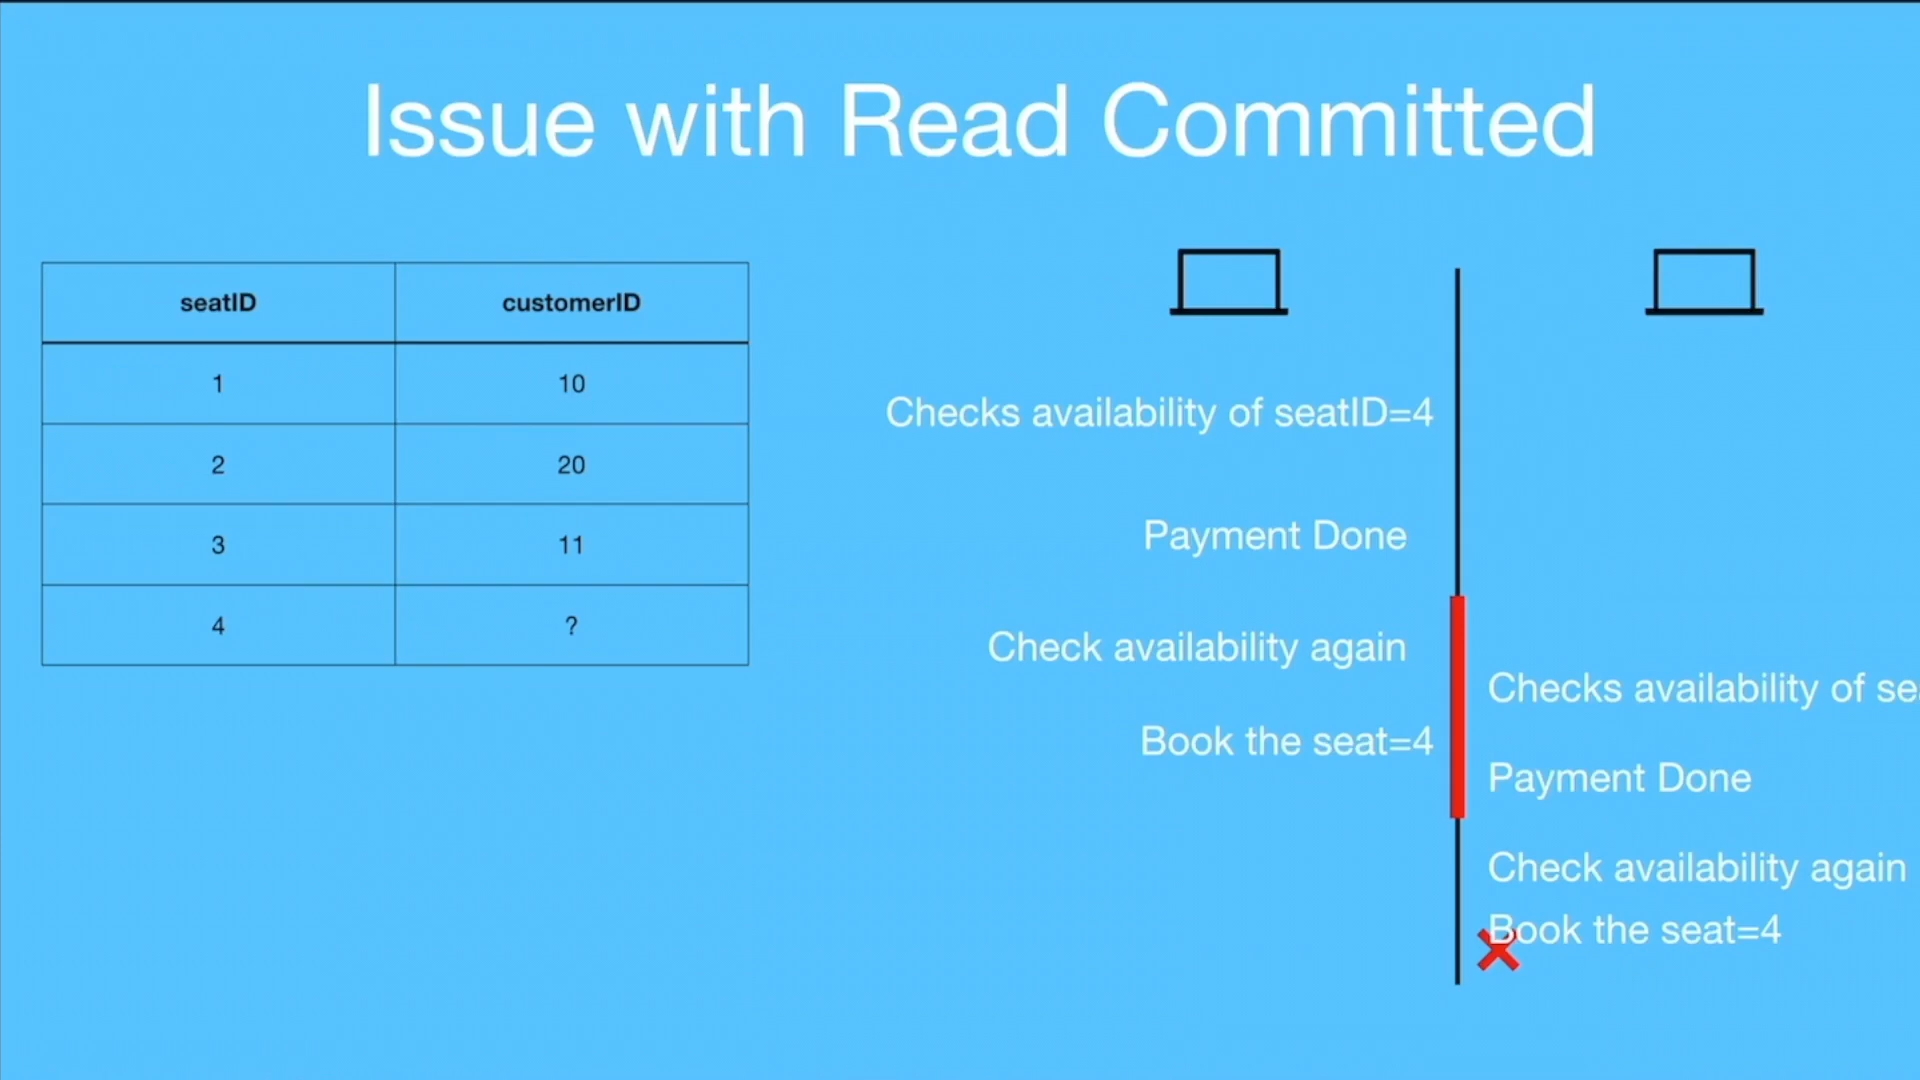 Issue with Read Committed
seatID customerID
1 10
2 20
3 11
4 ?
Checks availability of seatID=4
Payment Done
Check availability again
Book the seat=4
Checks availability of
Payment Done
Check availability again
Book the seat=4